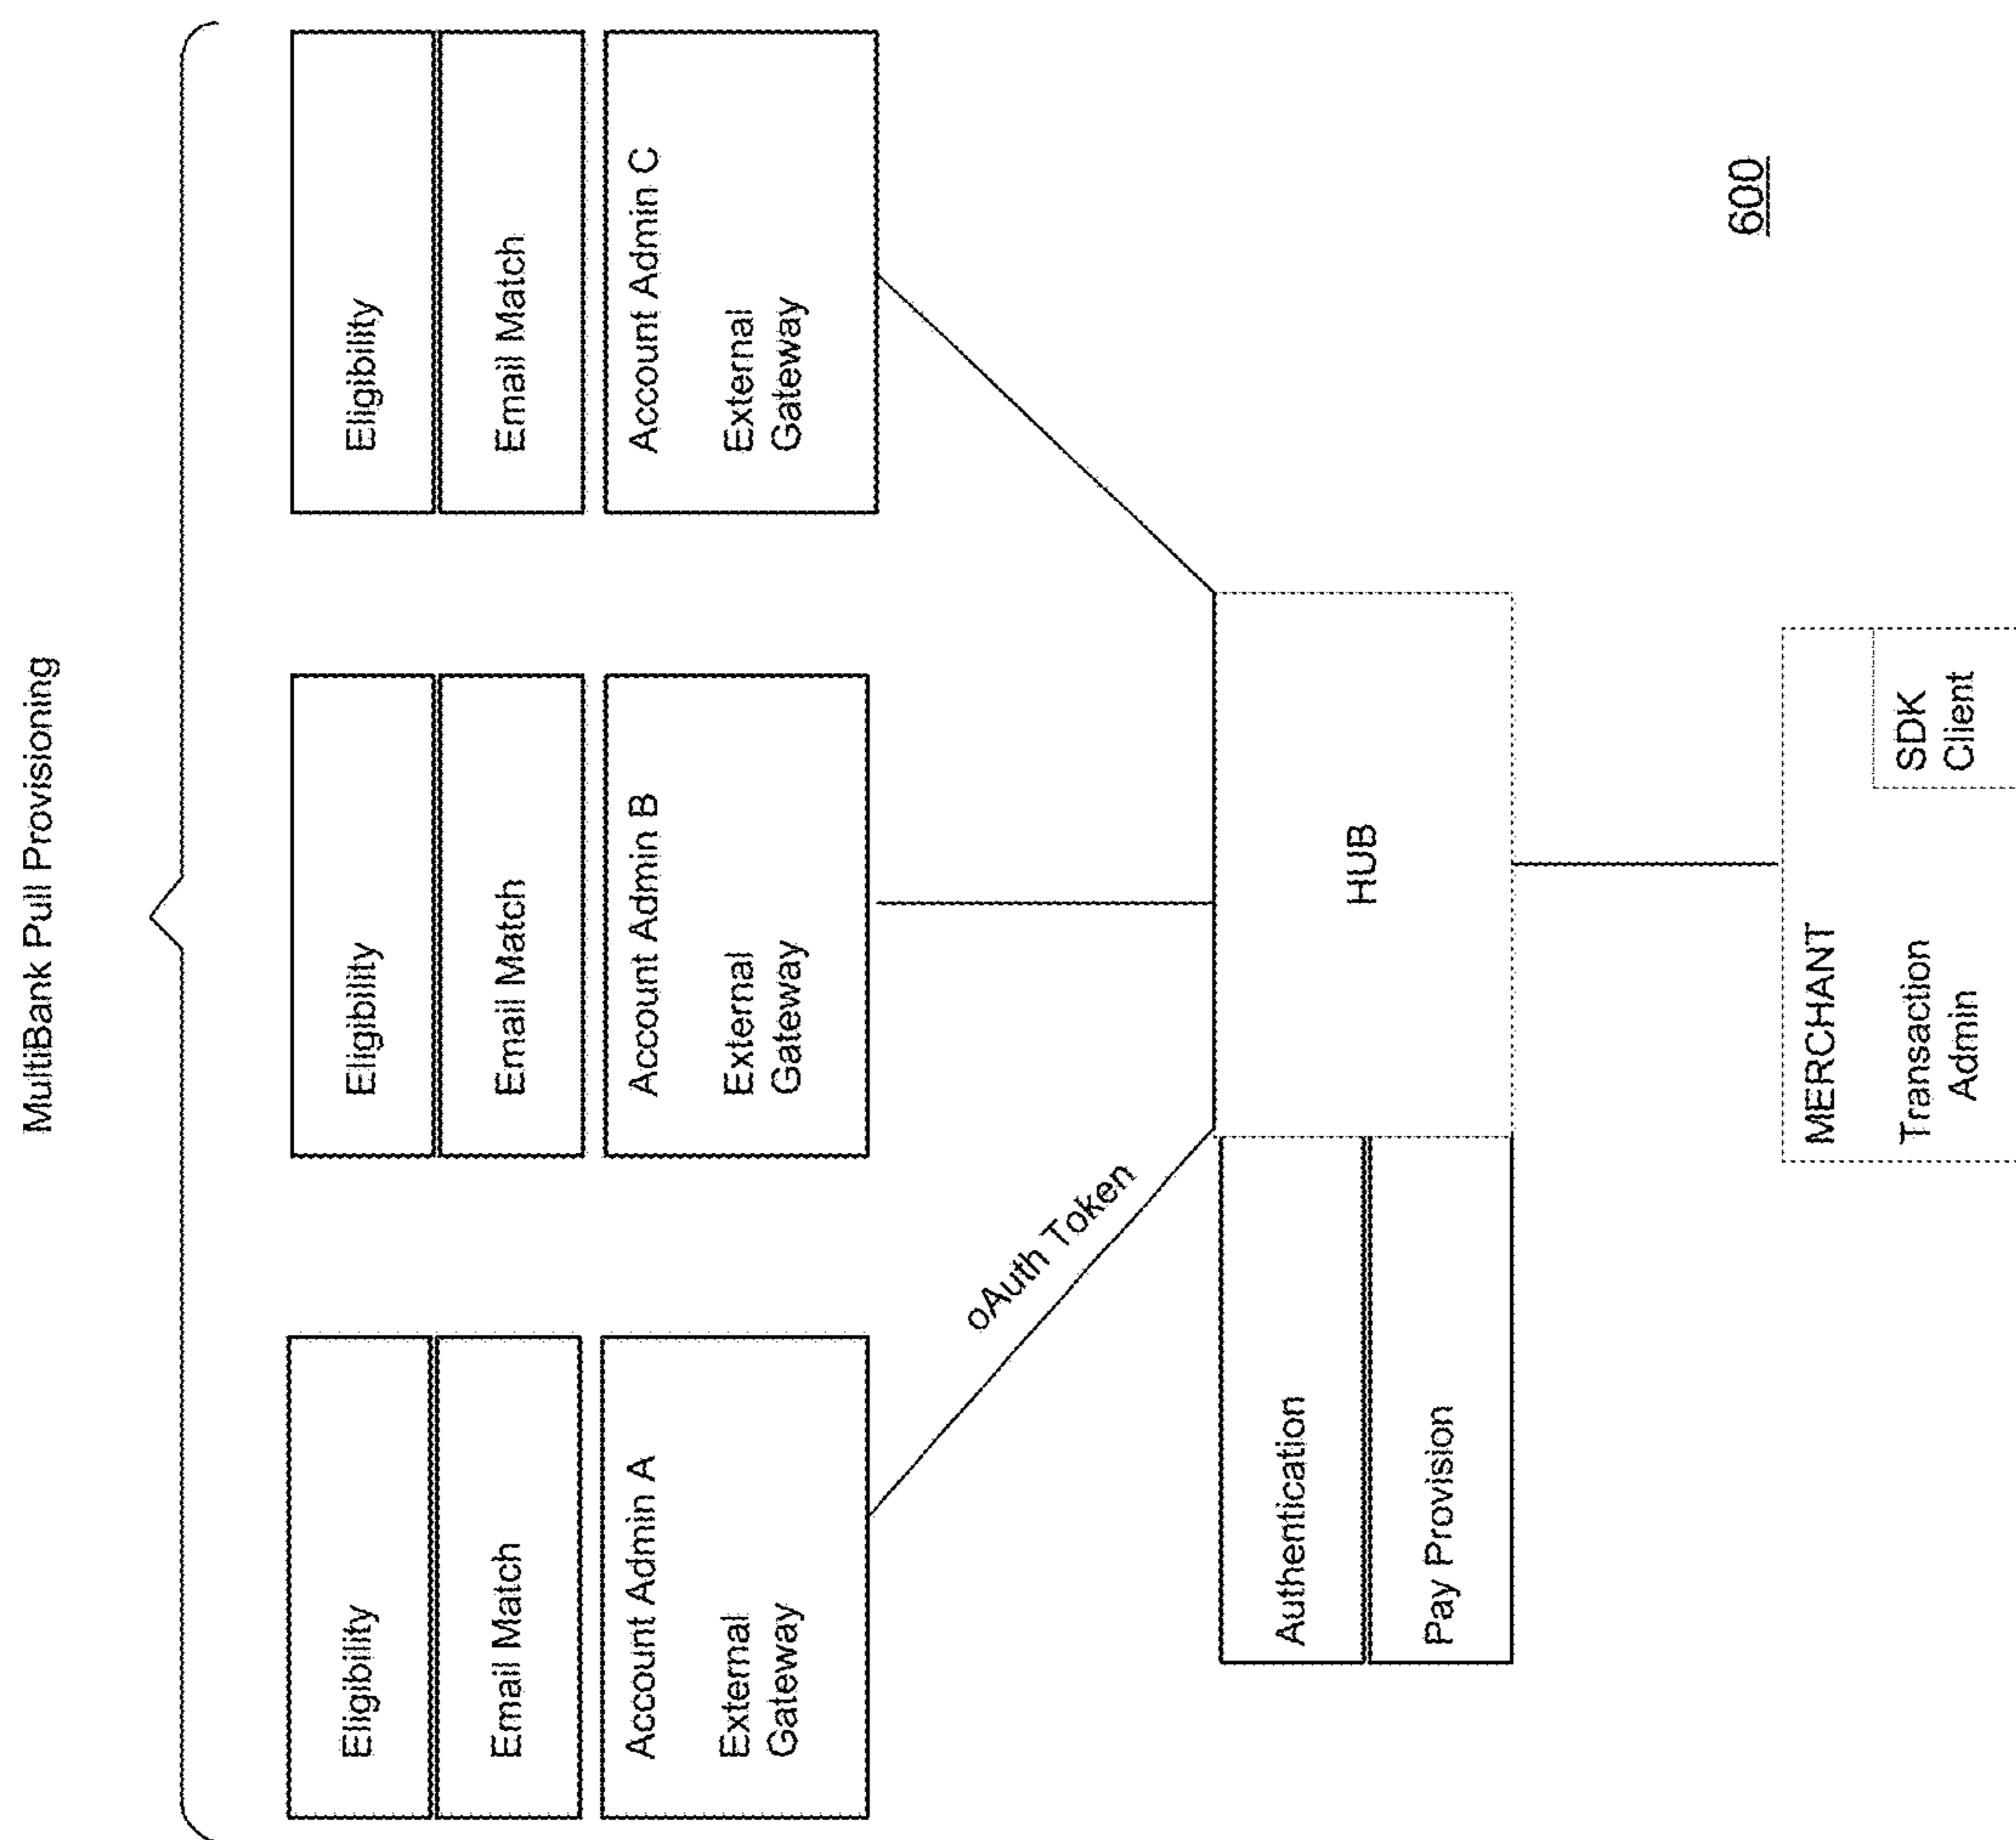 MultiBank Pull Provisioning
Eligibility
Email Match
Account Admin A
External
Gateway
Eligibility
Email Match
Account Admin B
External
Gateway
Eligibility
Email Match
Account Admin C
External
Gateway
oAuth Token
Authentication
Pay Provision
HUB
MERCHANT
Transaction
Admin
SDK
Client
600